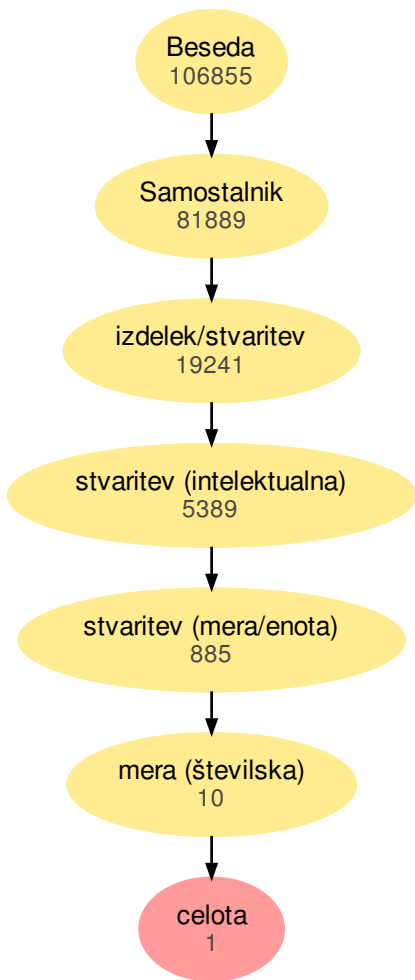 Beseda
106855
Samostalnik
81889
izdelek/stvaritev
19241
stvaritev (intelektualna)
5389
stvaritev (mera/enota)
885
mera (številska)
10
celota
1